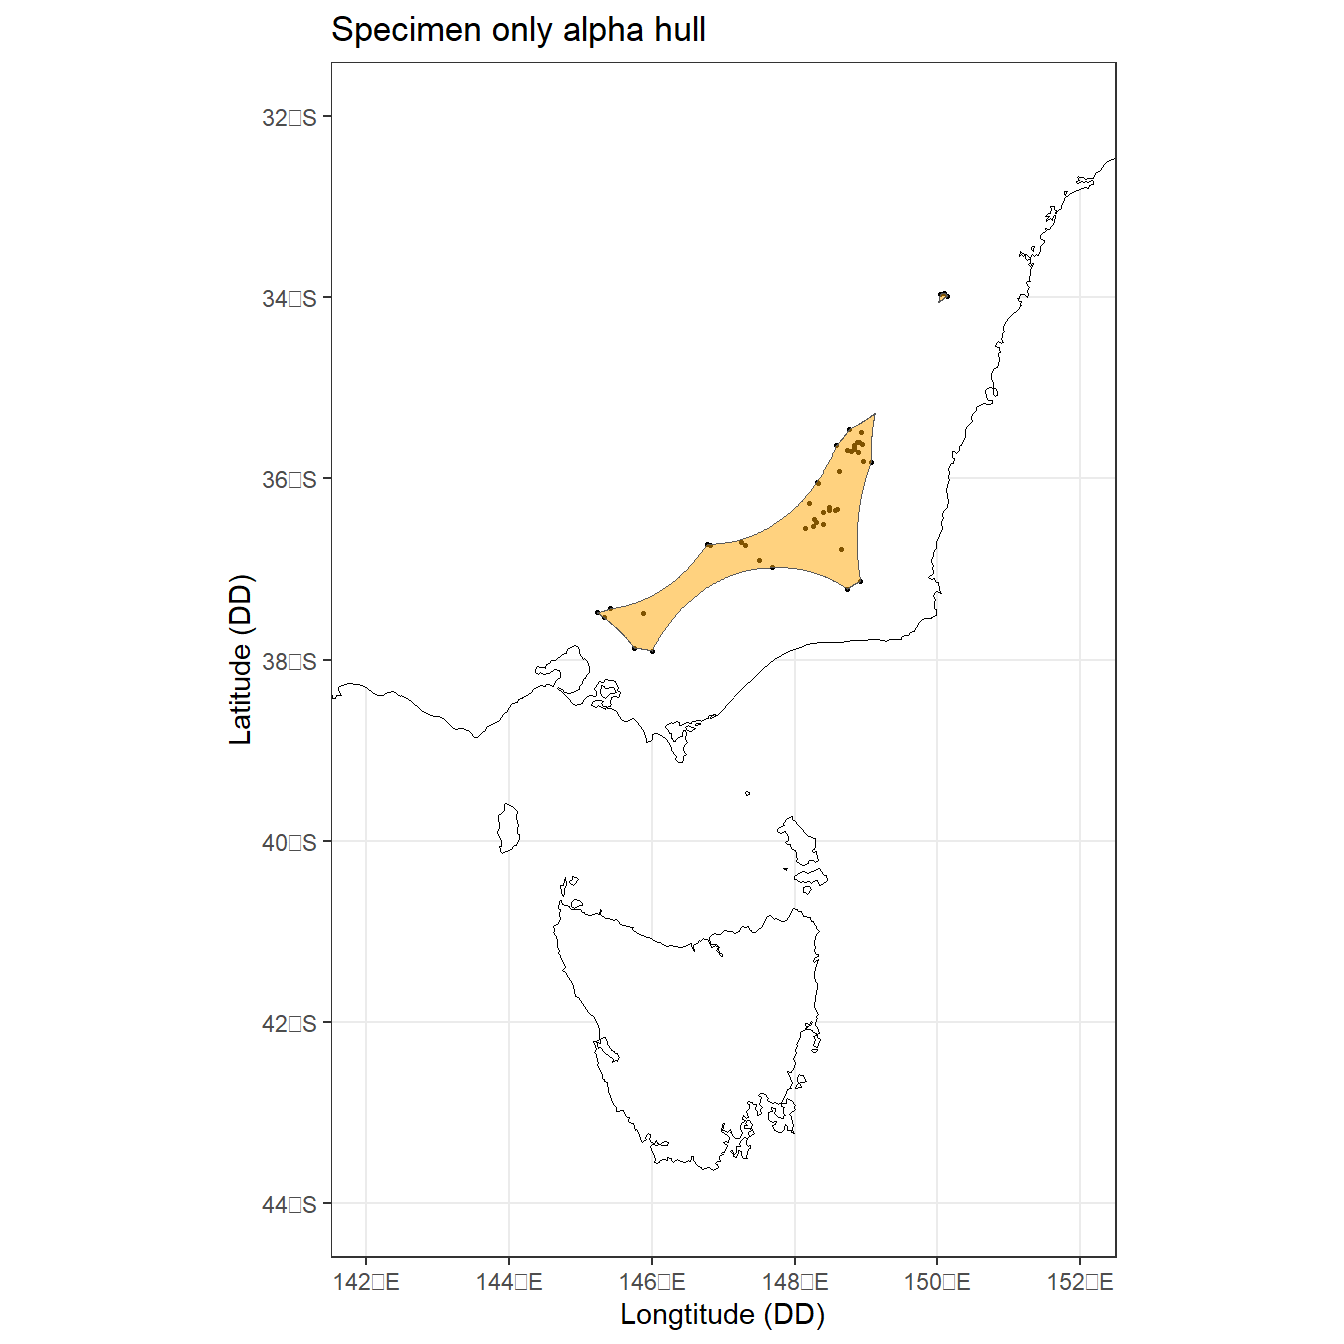 Specimen only alpha hull
32□S
34□S
36□S
38□S
40□S
42□S
44□S
Latitude (DD)
142□E
144□E
146□E
148□E
150□E
152□E
Longtitude (DD)